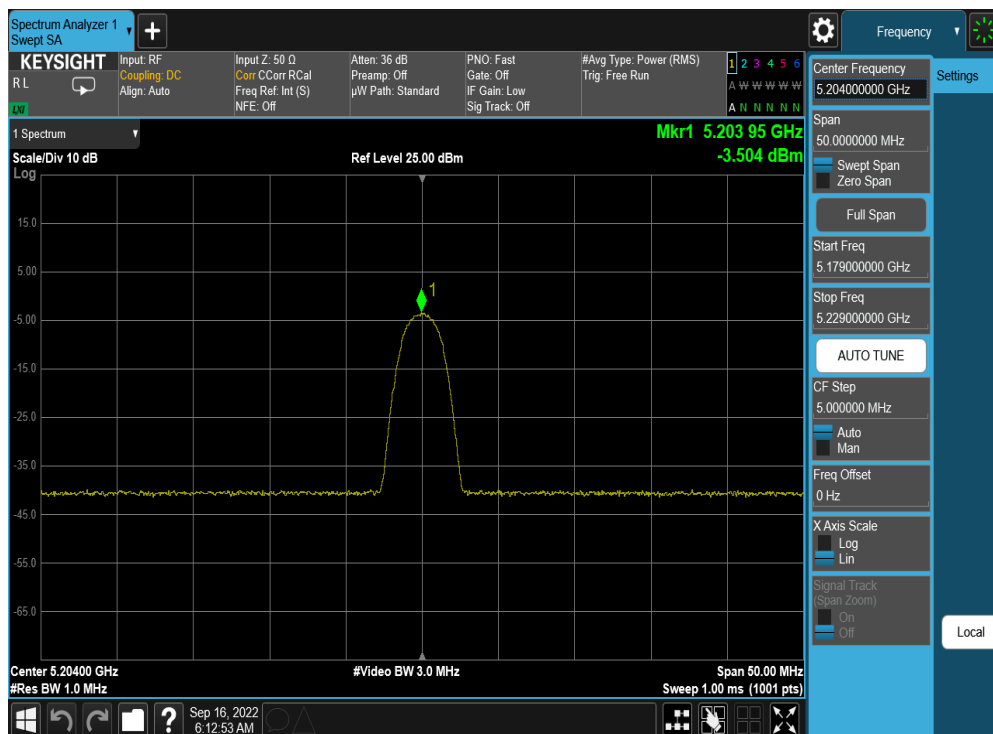 Spectrum Analyzer 1
Swept SA
+
Frequency
KEYSIGHT
R L
LXI
Input: RF
Coupling: DC
Align: Auto
Input Z: 50 Ω
Corr CCorr RCal
Freq Ref: Int (S)
NFE: Off
Atten: 36 dB
Preamp: Off
µW Path: Standard
PNO: Fast
Gate: Off
IF Gain: Low
Sig Track: Off
#Avg Type: Power (RMS)
Trig: Free Run
1 2 3 4 5 6
A W W W W W
A N N N N N
1 Spectrum
Scale/Div 10 dB
Log
Ref Level 25.00 dBm
Mkr1 5.203 95 GHz
-3.504 dBm
15.0
5.00
-5.00
-15.0
-25.0
-35.0
-45.0
-55.0
-65.0
1
Center 5.20400 GHz
#Res BW 1.0 MHz
#Video BW 3.0 MHz
Span 50.00 MHz
Sweep 1.00 ms (1001 pts)
Center Frequency
5.204000000 GHz
Span
50.0000000 MHz
Swept Span
Zero Span
Full Span
Start Freq
5.179000000 GHz
Stop Freq
5.229000000 GHz
AUTO TUNE
CF Step
5.000000 MHz
Auto
Man
Freq Offset
0 Hz
X Axis Scale
Log
Lin
Signal Track
(Span Zoom)
On
Off
Settings
Local
?
Sep 16, 2022
6:12:53 AM